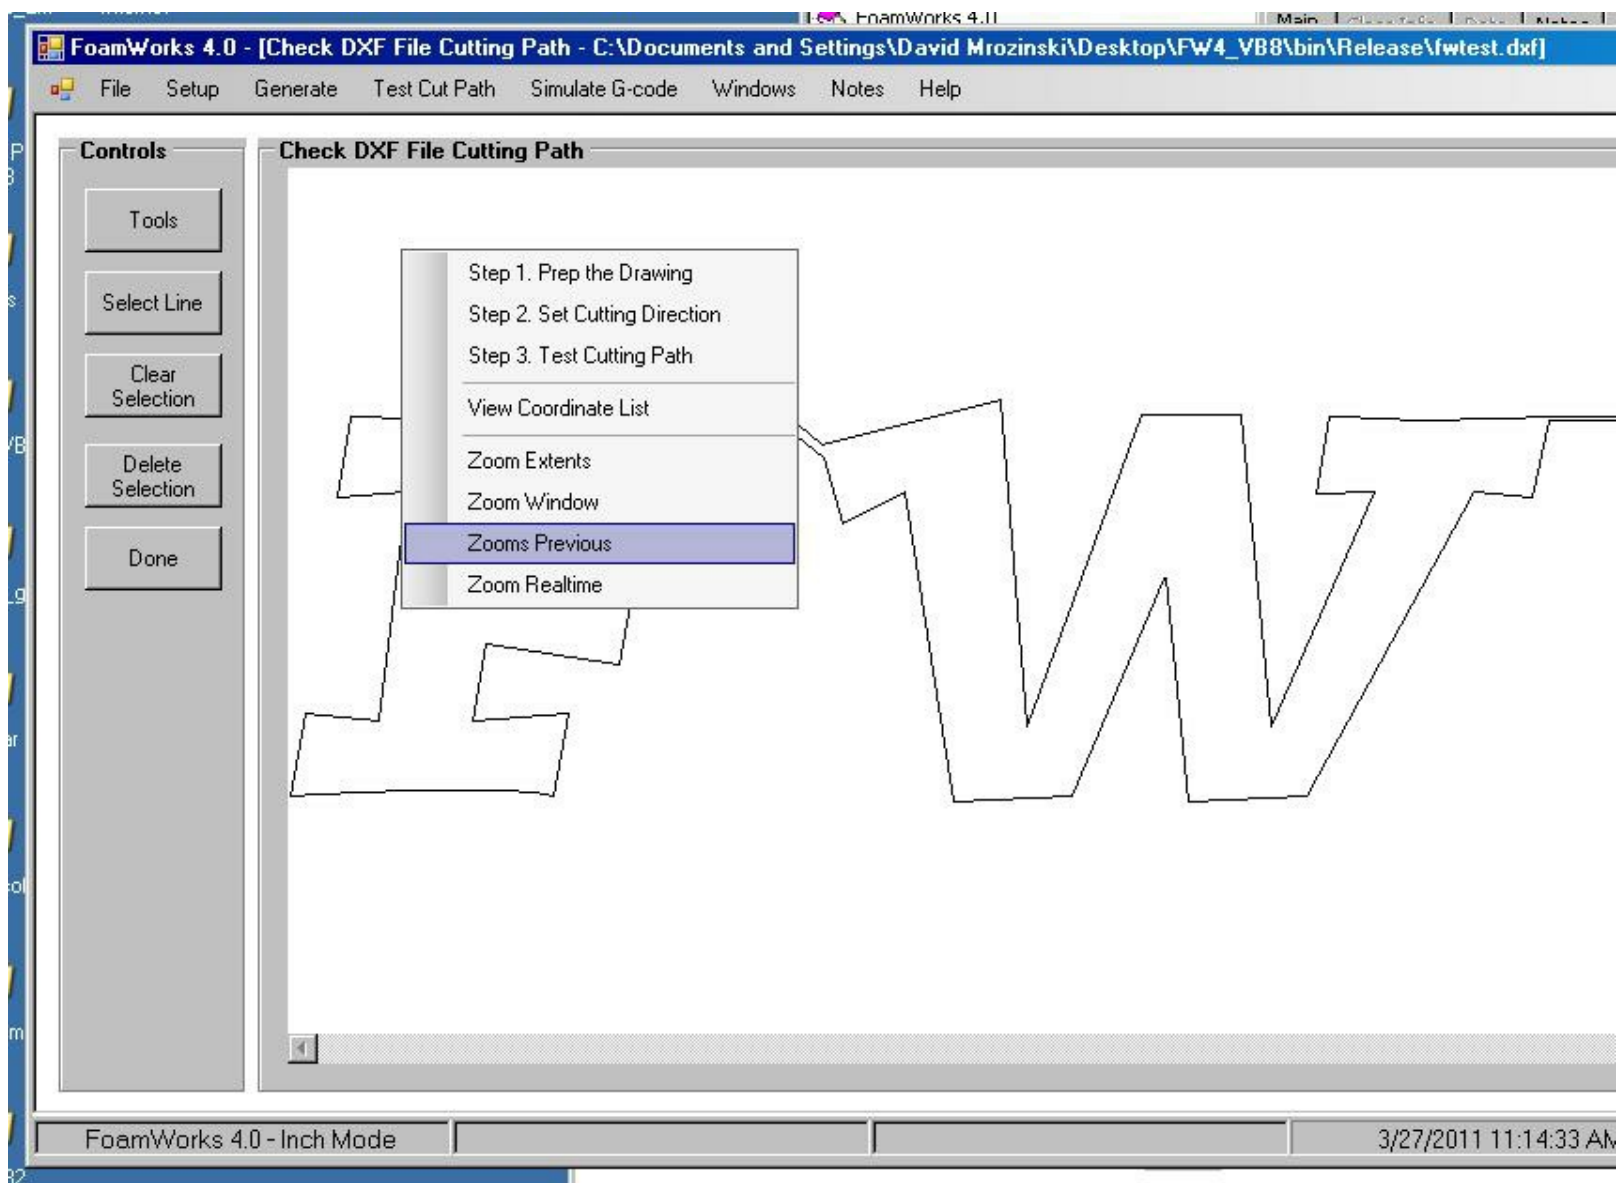 FoamWorks 4.0
Main Notes
FoamWorks 4.0 - [Check DXF File Cutting Path - C:\Documents and Settings\David Mrozinski\Desktop\FW4_VB8\bin\Release\fwtest.dxf]
File Setup Generate Test Cut Path Simulate G-code Windows Notes Help
Controls
Check DXF File Cutting Path
Tools
Select Line
Clear
Selection
Delete
Selection
Done
Step 1. Prep the Drawing
Step 2. Set Cutting Direction
Step 3. Test Cutting Path
View Coordinate List
Zoom Extents
Zoom Window
Zooms Previous
Zoom Realtime
FoamWorks 4.0 - Inch Mode
3/27/2011 11:14:33 AM